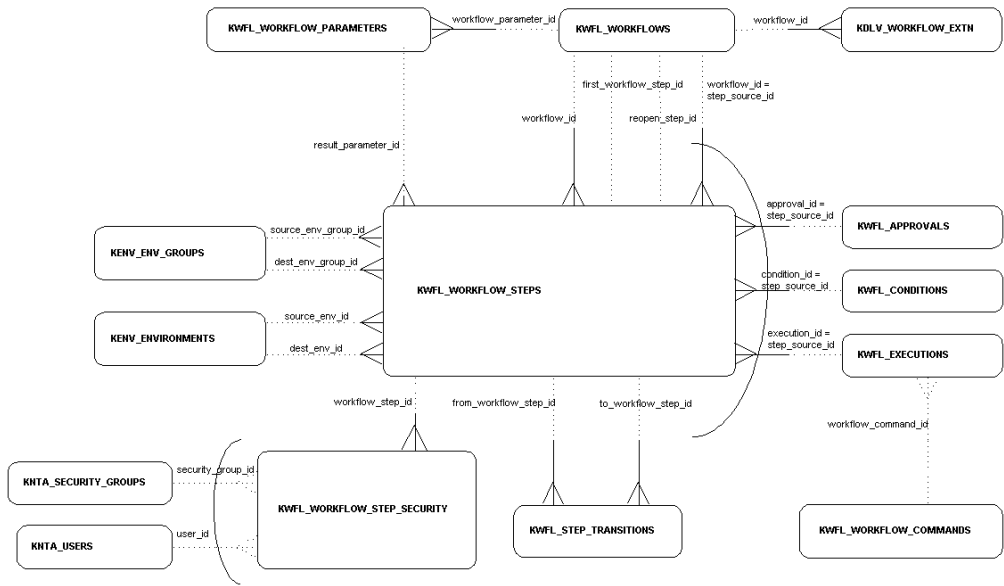 KWFL_WORKFLOW_PARAMETERS
workflow_parameter_id
KWFL_WORKFLOWS
workflow_id
KDLV_WORKFLOW_EXTN
first_workflow_step_id
workflow_id =
step_source_id
workflow_id
reopen_step_id
result_parameter_id
approval_id =
step_source_id
KWFL_APPROVALS
source_env_group_id
KENV_ENV_GROUPS
dest_env_group_id
condition_id =
step_source_id
KWFL_CONDITIONS
KWFL_WORKFLOW_STEPS
source_env_id
KENV_ENVIRONMENTS
dest_env_id
execution_id =
step_source_id
KWFL_EXECUTIONS
workflow_step_id
from_workflow_step_id
to_workflow_step_id
workflow_command_id
security_group_id
KNTA_SECURITY_GROUPS
KWFL_WORKFLOW_STEP_SECURITY
user_id
KNTA_USERS
KWFL_STEP_TRANSITIONS
KWFL_WORKFLOW_COMMANDS